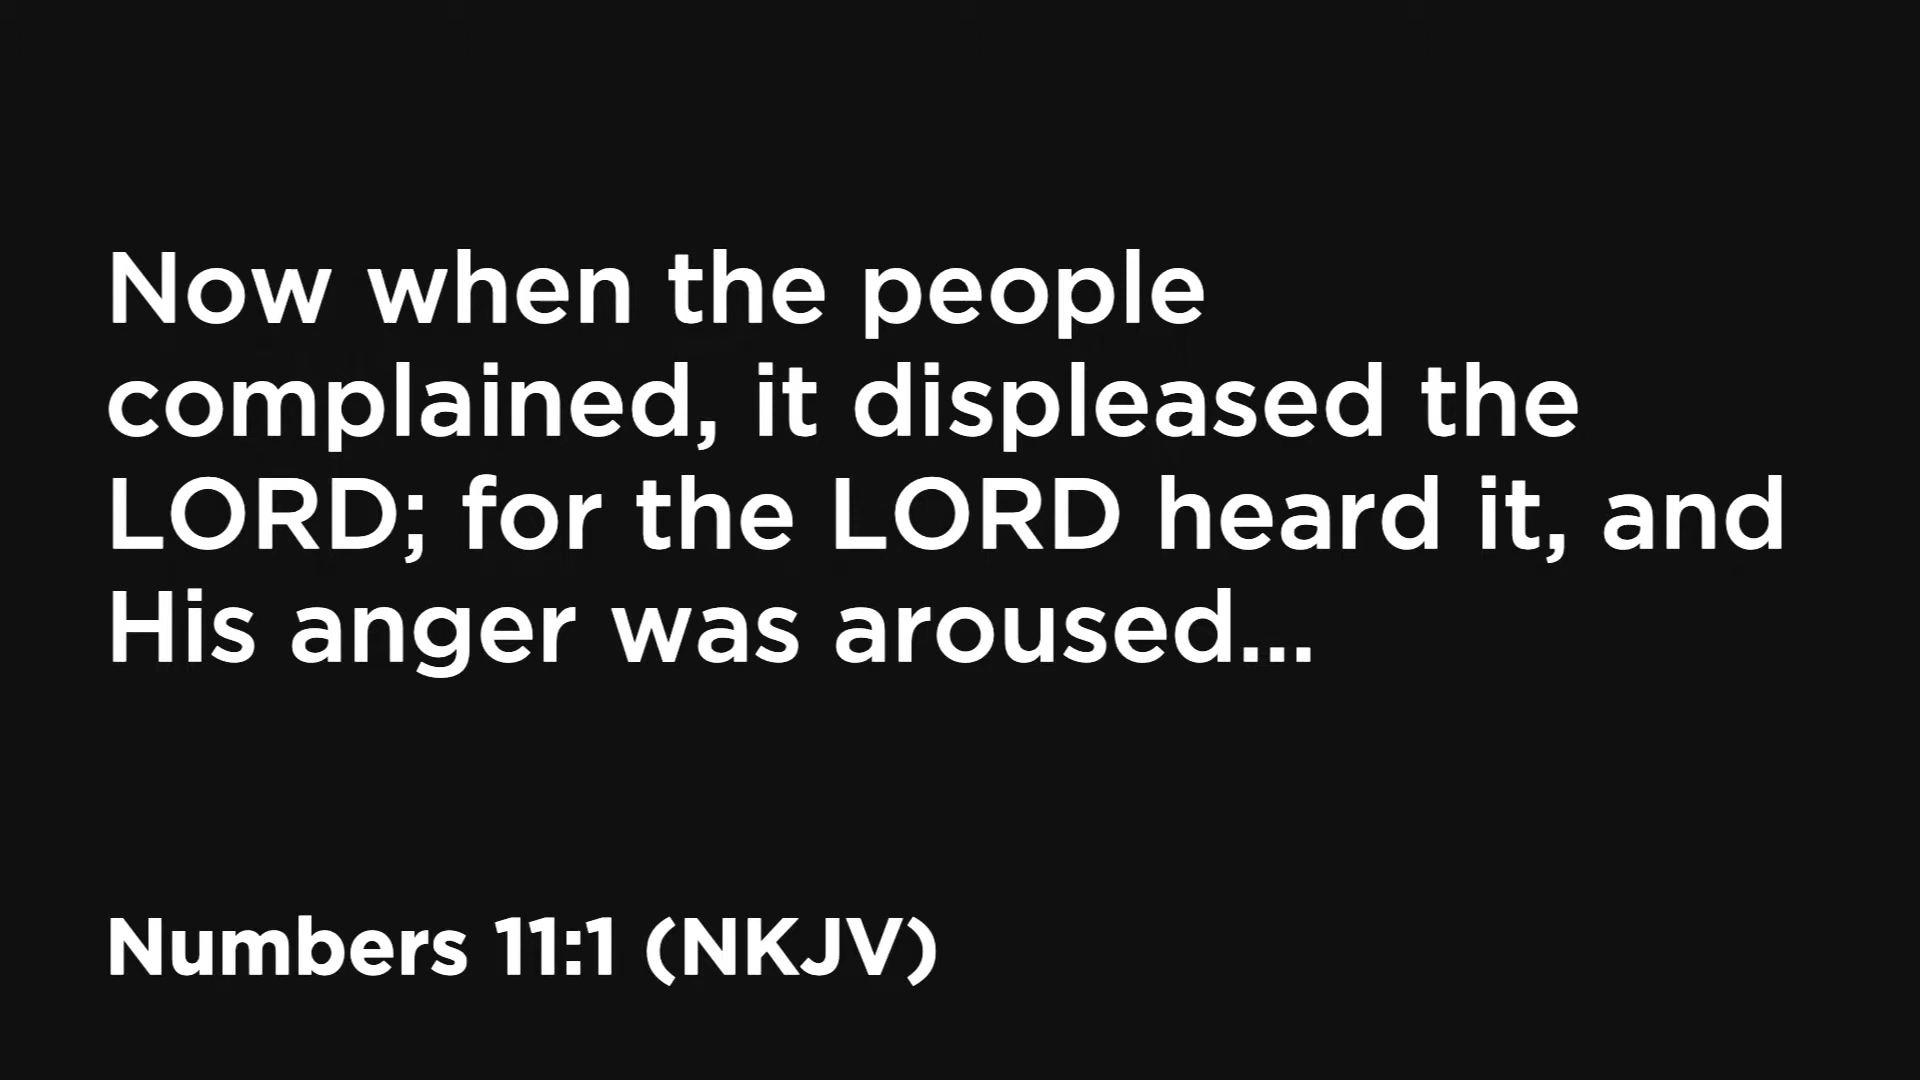 Now when the people
complained, it displeased the
LORD; for the LORD heard it, and
His anger was aroused...
Numbers 11:1 (NKJV)